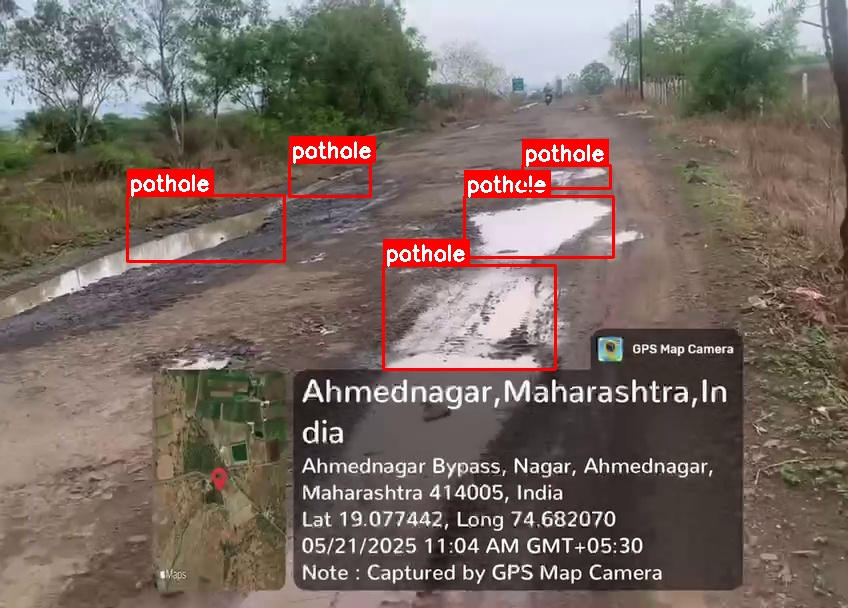 pothole
pothole
pothole
pothole
pothole
GPS Map Camera
Ahmednagar,Maharashtra,In
dia
Ahmednagar Bypass, Nagar, Ahmednagar,
Maharashtra 414005, India
Lat 19.077442, Long 74.682070
05/21/2025 11:04 AM GMT+05:30
Note : Captured by GPS Map Camera
Maps